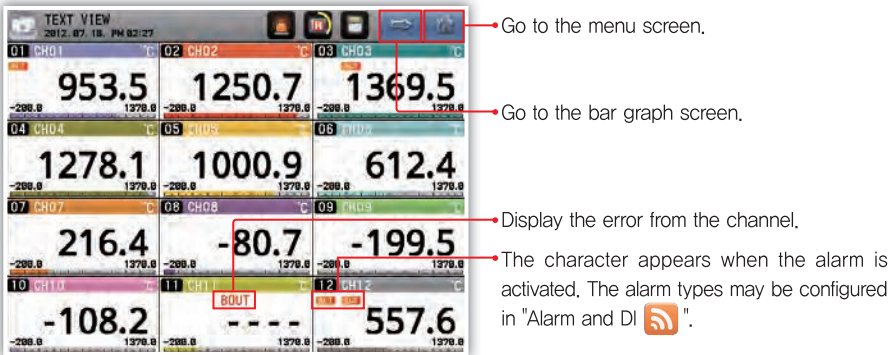 TEXT VIEW
2012.07.18. PM 02:27
Go to the menu screen.
01 CH01 °C 02 CH02 °C 03 CH03 °C
953.5 1250.7 1369.5
-200.0 1370.0 -200.0 1370.0 -200.0 1370.0
Go to the bar graph screen.
04 CH04 °C 05 CH05 °C 06 °C
1278.1 1000.9 612.4
-200.0 1370.0 -200.0 1370.0 -200.0 1370.0
07 CH07 °C 08 CH08 °C 09 CH09 °C
216.4 -80.7 -199.5
-200.0 1370.0 -200.0 1370.0 -200.0 1370.0
Display the error from the channel.
10 CH10 °C 11 CH11 °C 12 CH12 °C
BOUT
-108.2 - - - - 557.6
-200.0 1370.0 -200.0 1370.0 -200.0 1370.0
The character appears when the alarm is
activated. The alarm types may be configured
in "Alarm and DI ".